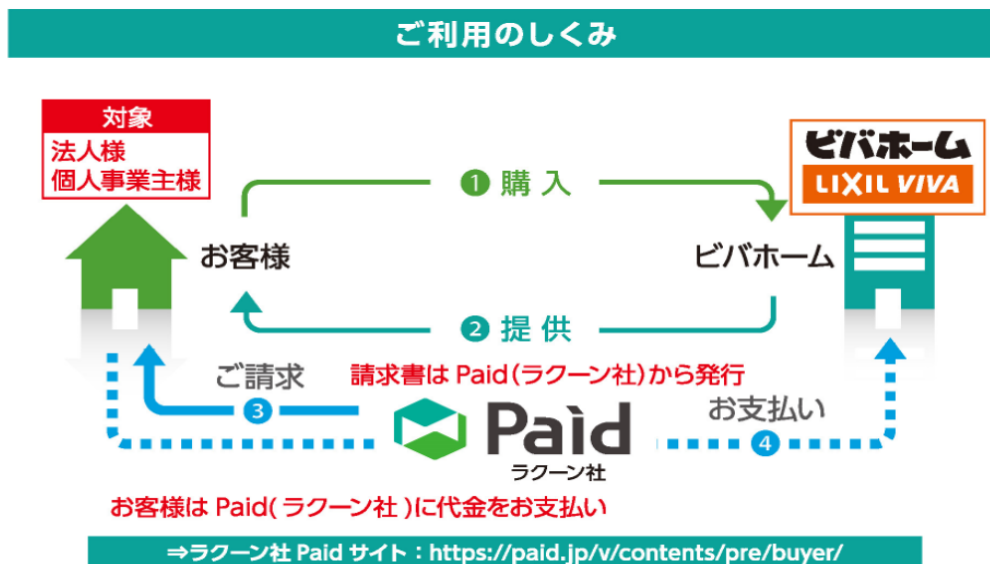 ご利用のしくみ
対象
法人様
個人事業主様
ビバホーム
LIXIL VIVA
❶ 購入
お客様
ビバホーム
❷ 提供
ご請求
❸
請求書は Paid(ラクーン社)から発行
Paid
ラクーン社
お支払い
❹
お客様は Paid( ラクーン社 )に代金をお支払い
⇒ラクーン社 Paid サイト：https://paid.jp/v/contents/pre/buyer/